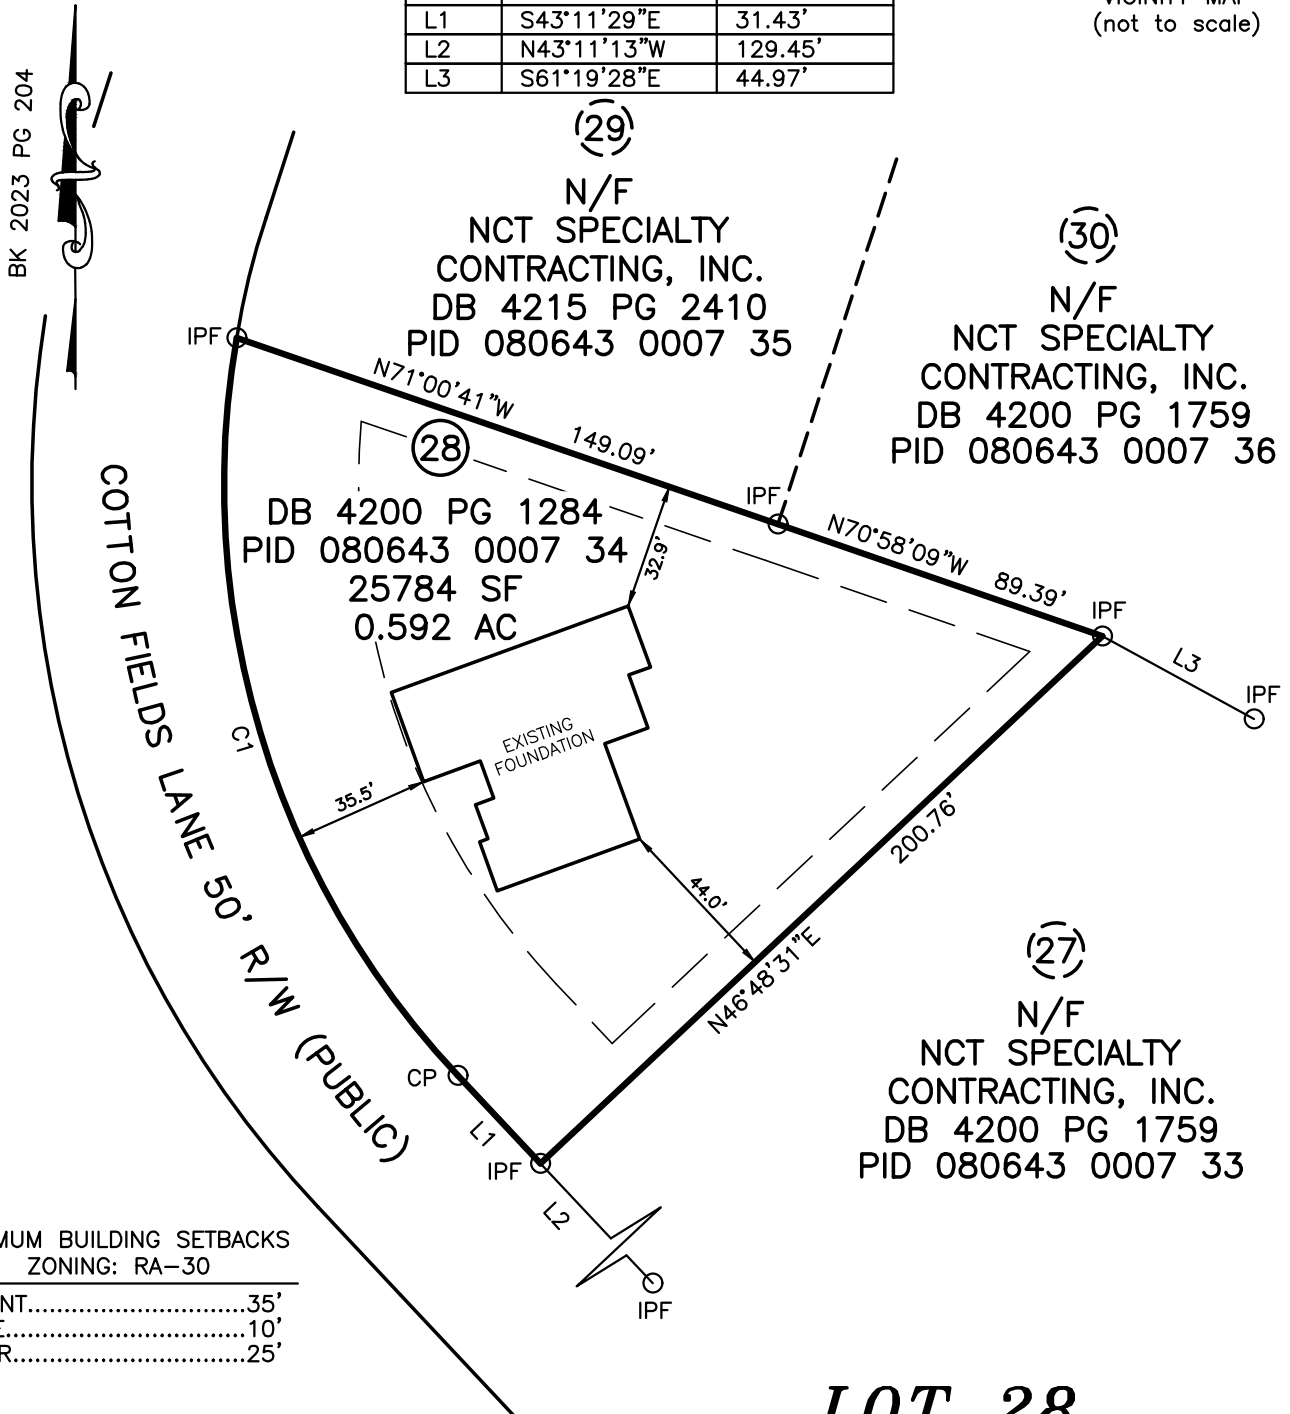 L1 S43°11'29"E 31.43'
L2 N43°11'13"W 129.45'
L3 S61°19'28"E 44.97'
(not to scale)
BK 2023 PG 204
29
N/F
NCT SPECIALTY
CONTRACTING, INC.
DB 4215 PG 2410
PID 080643 0007 35
30
N/F
NCT SPECIALTY
CONTRACTING, INC.
DB 4200 PG 1759
PID 080643 0007 36
IPF
N71°00'41"W
149.09'
28
IPF
N70°58'09"W
89.39'
IPF
L3
IPF
DB 4200 PG 1284
PID 080643 0007 34
25784 SF
0.592 AC
32.9'
COTTON FIELDS LANE 50' R/W (PUBLIC)
C1
EXISTING
FOUNDATION
35.5'
44.0'
200.76'
N46°48'31"E
27
N/F
NCT SPECIALTY
CONTRACTING, INC.
DB 4200 PG 1759
PID 080643 0007 33
CP
L1
IPF
L2
IPF
MUM BUILDING SETBACKS
ZONING: RA-30
NT..............................35'
E.................................10'
R................................25'
LOT 28